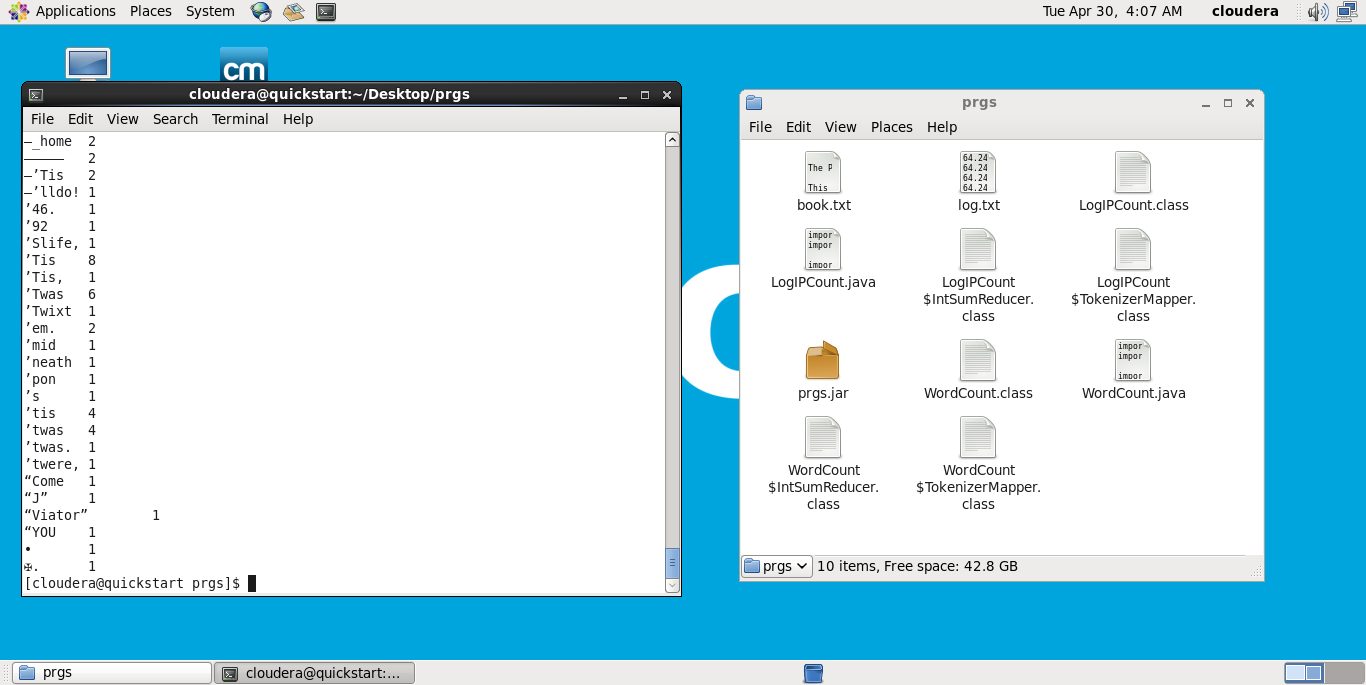 Applications Places System
Tue Apr 30, 4:07 AM cloudera
cm
cloudera@quickstart:~/Desktop/prgs
File Edit View Search Terminal Help
—_home 2
————— 2
—’Tis 2
—’lldo! 1
’46. 1
’92 1
’Slife, 1
’Tis 8
’Tis, 1
’Twas 6
’Twixt 1
’em. 2
’mid 1
’neath 1
’pon 1
’s 1
’tis 4
’twas 4
’twas. 1
’twere, 1
“Come 1
“J” 1
“Viator” 1
“YOU 1
• 1
✠. 1
[cloudera@quickstart prgs]$
prgs
File Edit View Places Help
The P
This
book.txt
64.24
64.24
64.24
64.24
log.txt
LogIPCount.class
impor
impor
impor
LogIPCount.java
LogIPCount
$IntSumReducer.
class
LogIPCount
$TokenizerMapper.
class
prgs.jar
WordCount.class
impor
impor
impor
WordCount.java
WordCount
$IntSumReducer.
class
WordCount
$TokenizerMapper.
class
prgs 10 items, Free space: 42.8 GB
prgs
cloudera@quickstart:...